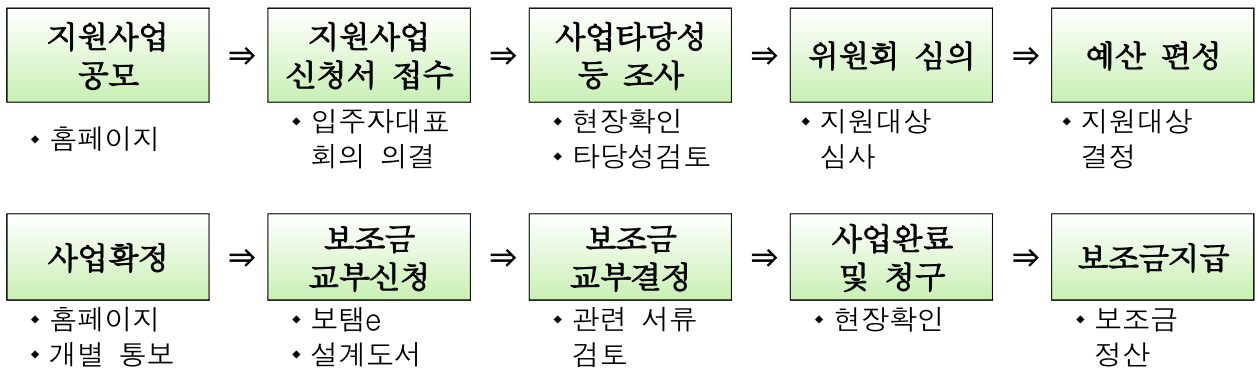 지원사업
공모
⇒
지원사업
신청서 접수
⇒
사업타당성
등 조사
⇒
위원회 심의
⇒
예산 편성
◆ 홈페이지
◆ 입주자대표
회의 의결
◆ 현장확인
◆ 타당성검토
◆ 지원대상
심사
◆ 지원대상
결정
사업확정
⇒
보조금
교부신청
⇒
보조금
교부결정
⇒
사업완료
및 청구
⇒
보조금지급
◆ 홈페이지
◆ 개별 통보
◆ 보탬e
◆ 설계도서
◆ 관련 서류
검토
◆ 현장확인
◆ 보조금
정산